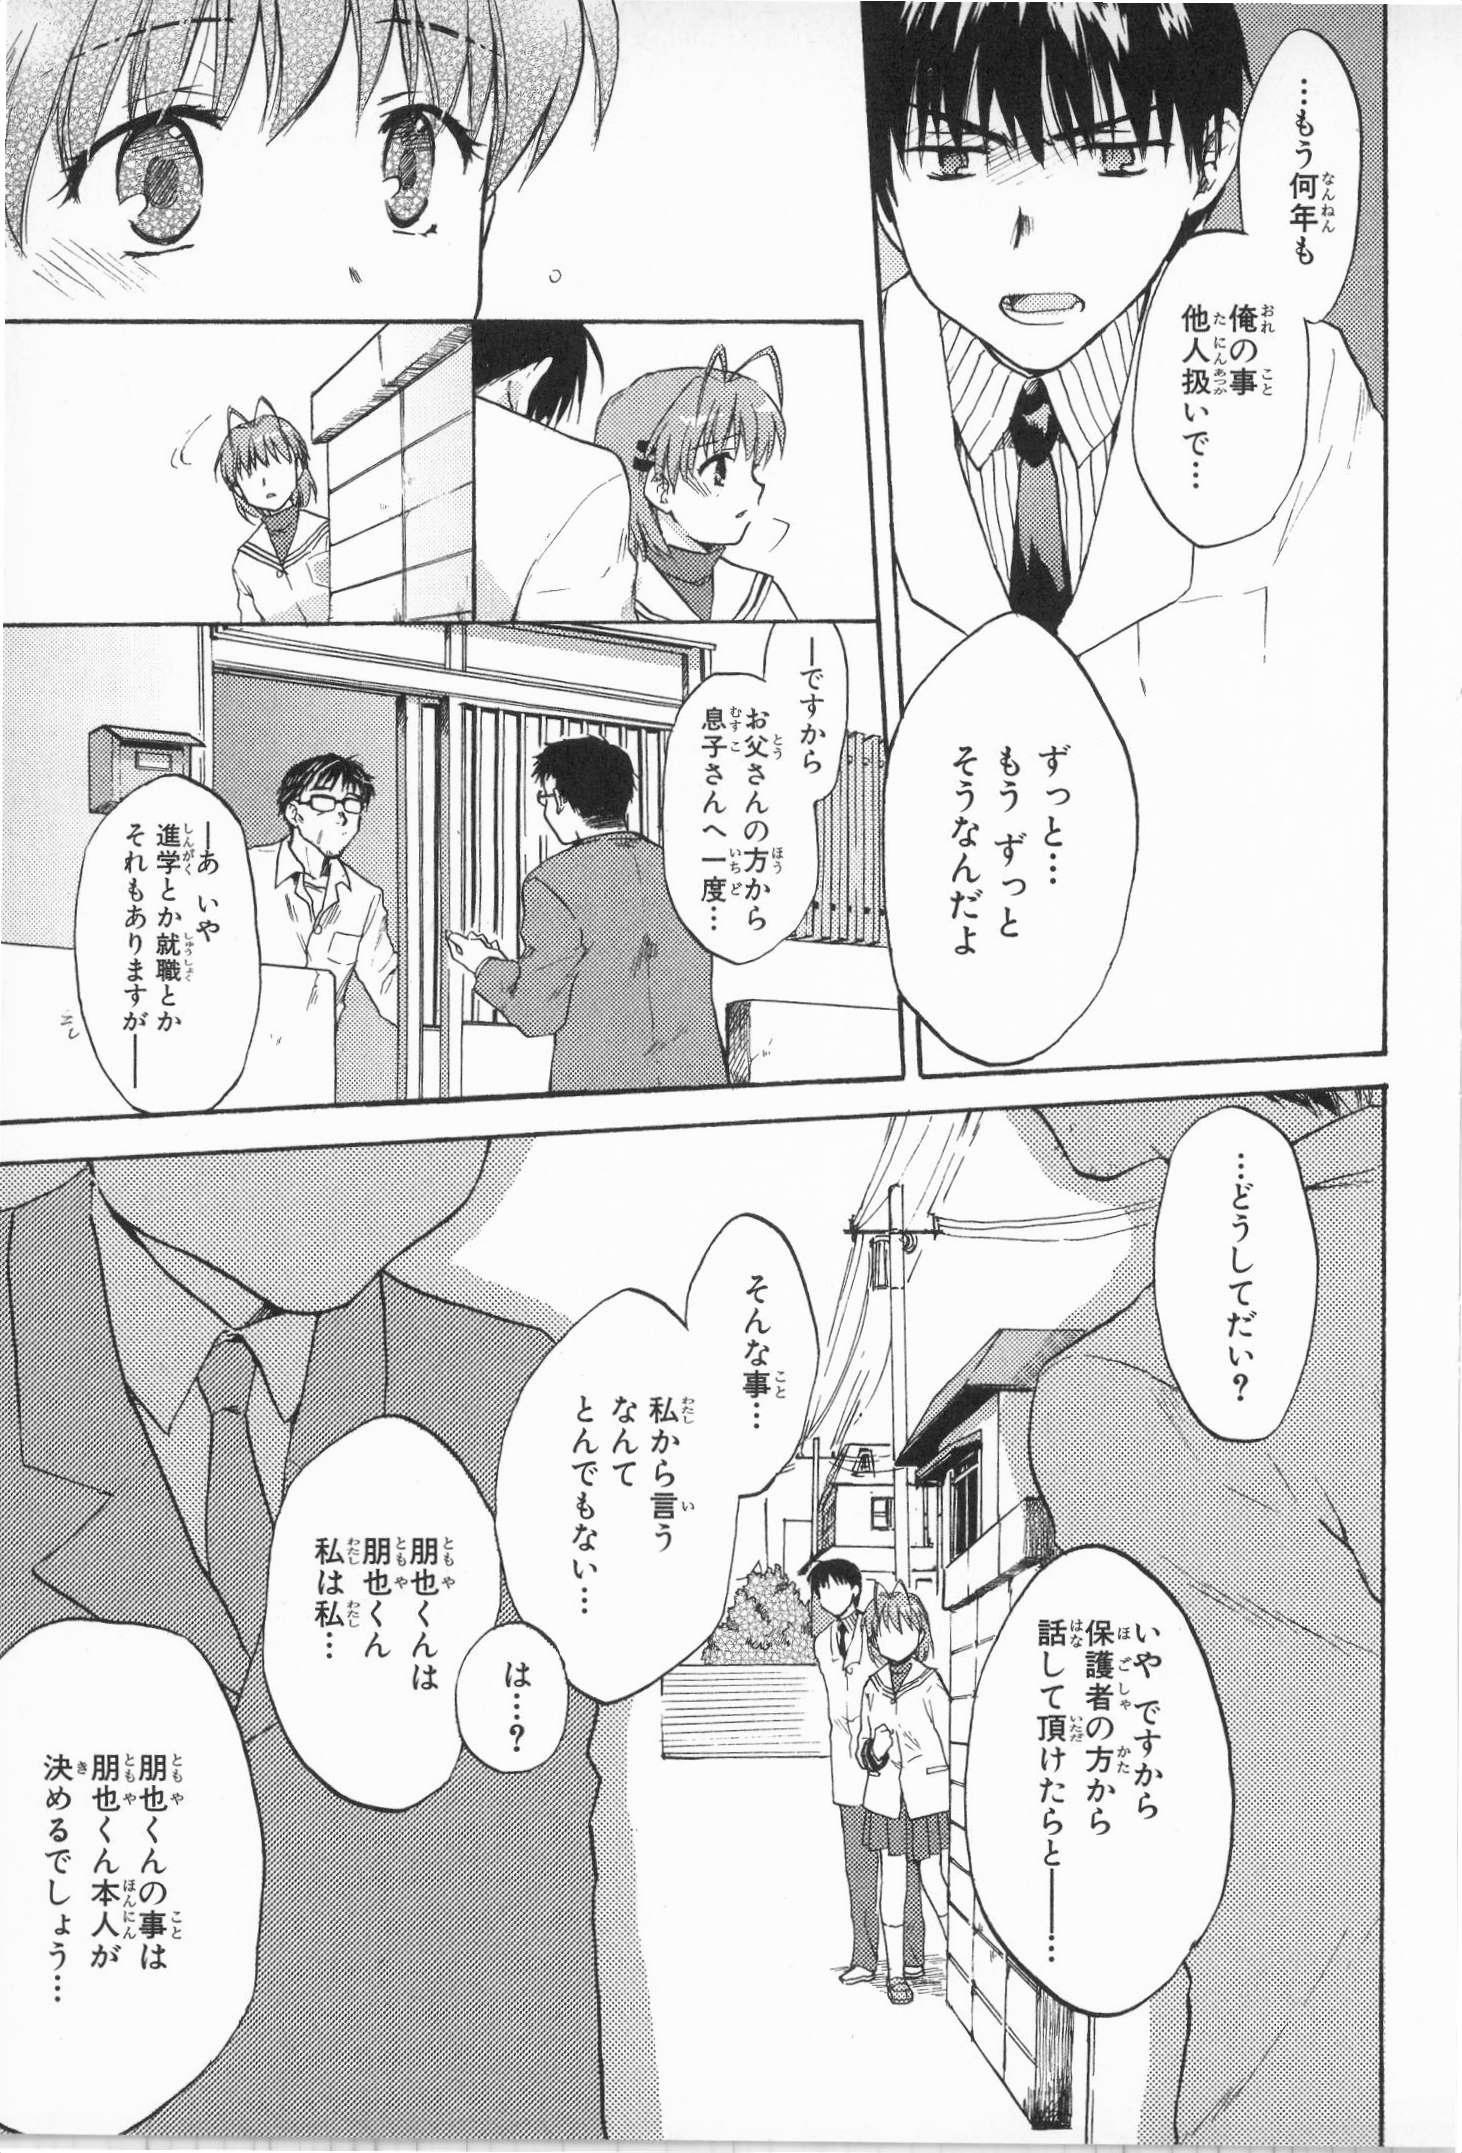 …もう何年も
俺の事
他人扱いで…
ずっと…
もう ずっと
そうなんだよ
―ですから
お父さんの方から
息子さんへ一度…
―あ いや
進学とか就職とか
それもありますが―
…どうしてだい？
いや ですから
保護者の方から
話して頂けたらと―…
そんな事…
私から言う
なんて
とんでもない…
は…？
朋也くんは
朋也くん
私は私…
朋也くんの事は
朋也くん本人が
決めるでしょう…